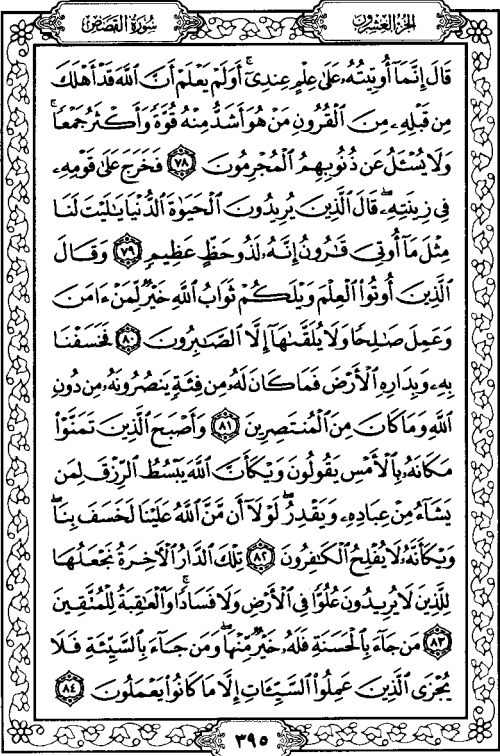 الجزء العشرون
سورة القصص
قَالَ إِنَّمَآ أُوتِيتُهُۥ عَلَىٰ عِلْمٍ عِندِىٓ ۚ أَوَلَمْ يَعْلَمْ أَنَّ ٱللَّهَ قَدْ أَهْلَكَ
مِن قَبْلِهِۦ مِنَ ٱلْقُرُونِ مَنْ هُوَ أَشَدُّ مِنْهُ قُوَّةً وَأَكْثَرُ جَمْعًا ۚ
وَلَا يُسْـَٔلُ عَن ذُنُوبِهِمُ ٱلْمُجْرِمُونَ ٧٨ فَخَرَجَ عَلَىٰ قَوْمِهِۦ
فِى زِينَتِهِۦ ۖ قَالَ ٱلَّذِينَ يُرِيدُونَ ٱلْحَيَوٰةَ ٱلدُّنْيَا يَـٰلَيْتَ لَنَا
مِثْلَ مَآ أُوتِىَ قَـٰرُونُ إِنَّهُۥ لَذُو حَظٍّ عَظِيمٍ ٧٩ وَقَالَ
ٱلَّذِينَ أُوتُوا۟ ٱلْعِلْمَ وَيْلَكُمْ ثَوَابُ ٱللَّهِ خَيْرٌ لِّمَنْ ءَامَنَ
وَعَمِلَ صَـٰلِحًا وَلَا يُلَقَّىٰهَآ إِلَّا ٱلصَّـٰبِرُونَ ٨٠ فَخَسَفْنَا
بِهِۦ وَبِدَارِهِ ٱلْأَرْضَ فَمَا كَانَ لَهُۥ مِن فِئَةٍ يَنصُرُونَهُۥ مِن دُونِ
ٱللَّهِ وَمَا كَانَ مِنَ ٱلْمُنتَصِرِينَ ٨١ وَأَصْبَحَ ٱلَّذِينَ تَمَنَّوْا۟
مَكَانَهُۥ بِٱلْأَمْسِ يَقُولُونَ وَيْكَأَنَّ ٱللَّهَ يَبْسُطُ ٱلرِّزْقَ لِمَن
يَشَآءُ مِنْ عِبَادِهِۦ وَيَقْدِرُ ۖ لَوْلَآ أَن مَّنَّ ٱللَّهُ عَلَيْنَا لَخَسَفَ بِنَا ۖ
وَيْكَأَنَّهُۥ لَا يُفْلِحُ ٱلْكَـٰفِرُونَ ٨٢ تِلْكَ ٱلدَّارُ ٱلْـَٔاخِرَةُ نَجْعَلُهَا
لِلَّذِينَ لَا يُرِيدُونَ عُلُوًّا فِى ٱلْأَرْضِ وَلَا فَسَادًا ۚ وَٱلْعَـٰقِبَةُ لِلْمُتَّقِينَ
٨٣ مَن جَآءَ بِٱلْحَسَنَةِ فَلَهُۥ خَيْرٌ مِّنْهَا ۖ وَمَن جَآءَ بِٱلسَّيِّئَةِ فَلَا
يُجْزَى ٱلَّذِينَ عَمِلُوا۟ ٱلسَّيِّـَٔاتِ إِلَّا مَا كَانُوا۟ يَعْمَلُونَ ٨٤
٣٩٥